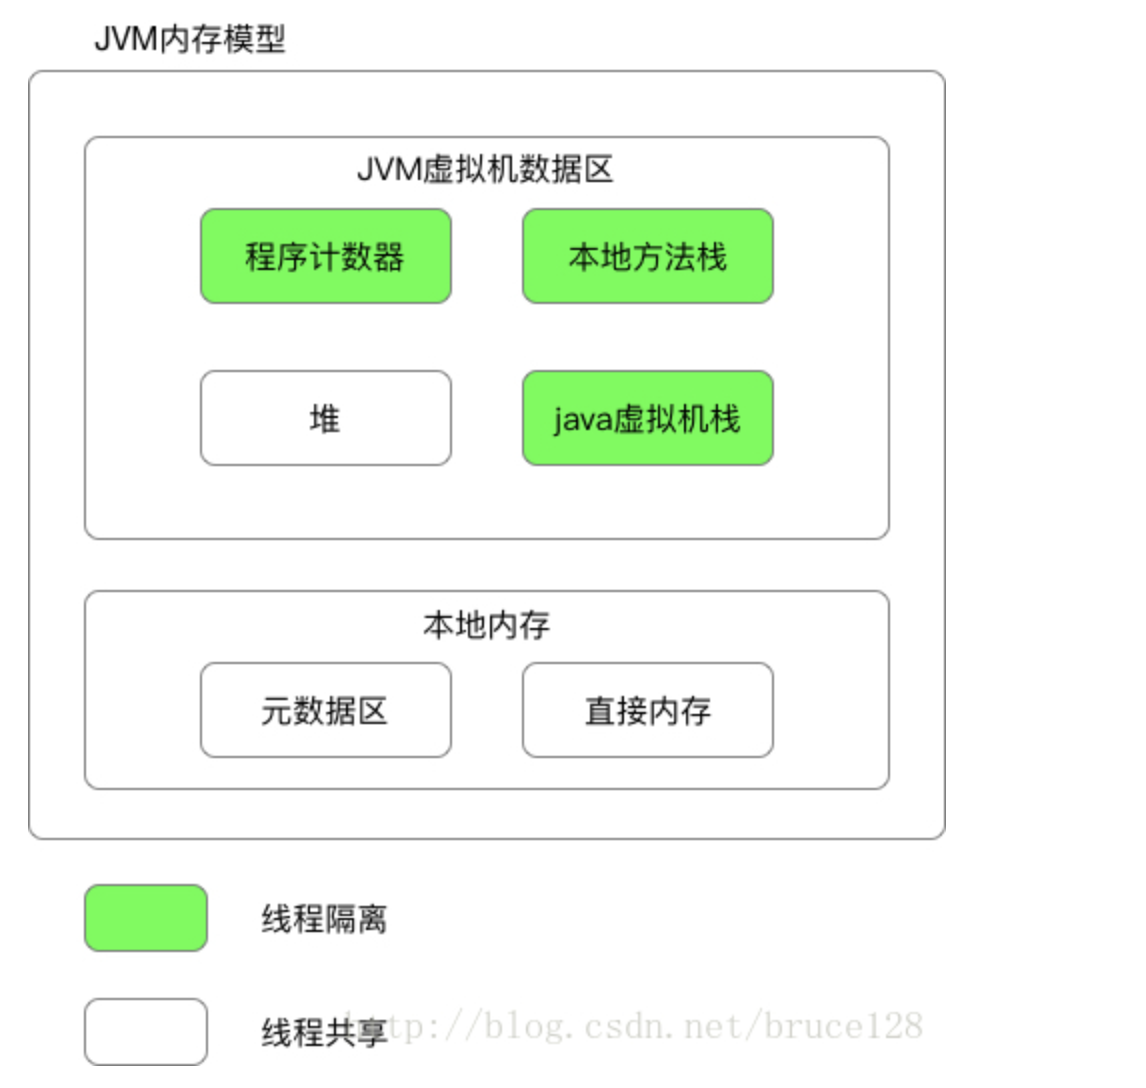 JVM内存模型
JVM虚拟机数据区
程序计数器
本地方法栈
堆
java虚拟机栈
本地内存
元数据区
直接内存
线程隔离
线程共享
http://blog.csdn.net/bruce128